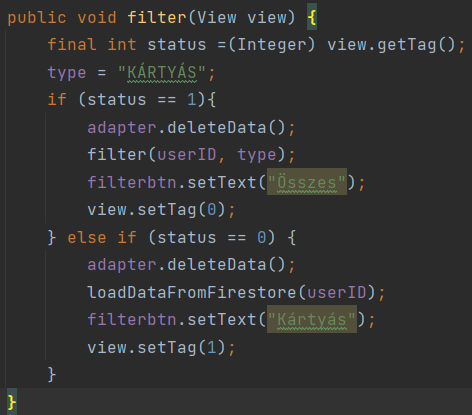 public void filter(View view) {
    final int status =(Integer) view.getTag();
    type = "KÁRTYÁS";
    if (status == 1){
        adapter.deleteData();
        filter(userID, type);
        filterbtn.setText("Összes");
        view.setTag(0);
    } else if (status == 0) {
        adapter.deleteData();
        loadDataFromFirestore(userID);
        filterbtn.setText("Kártyás");
        view.setTag(1);
    }
}